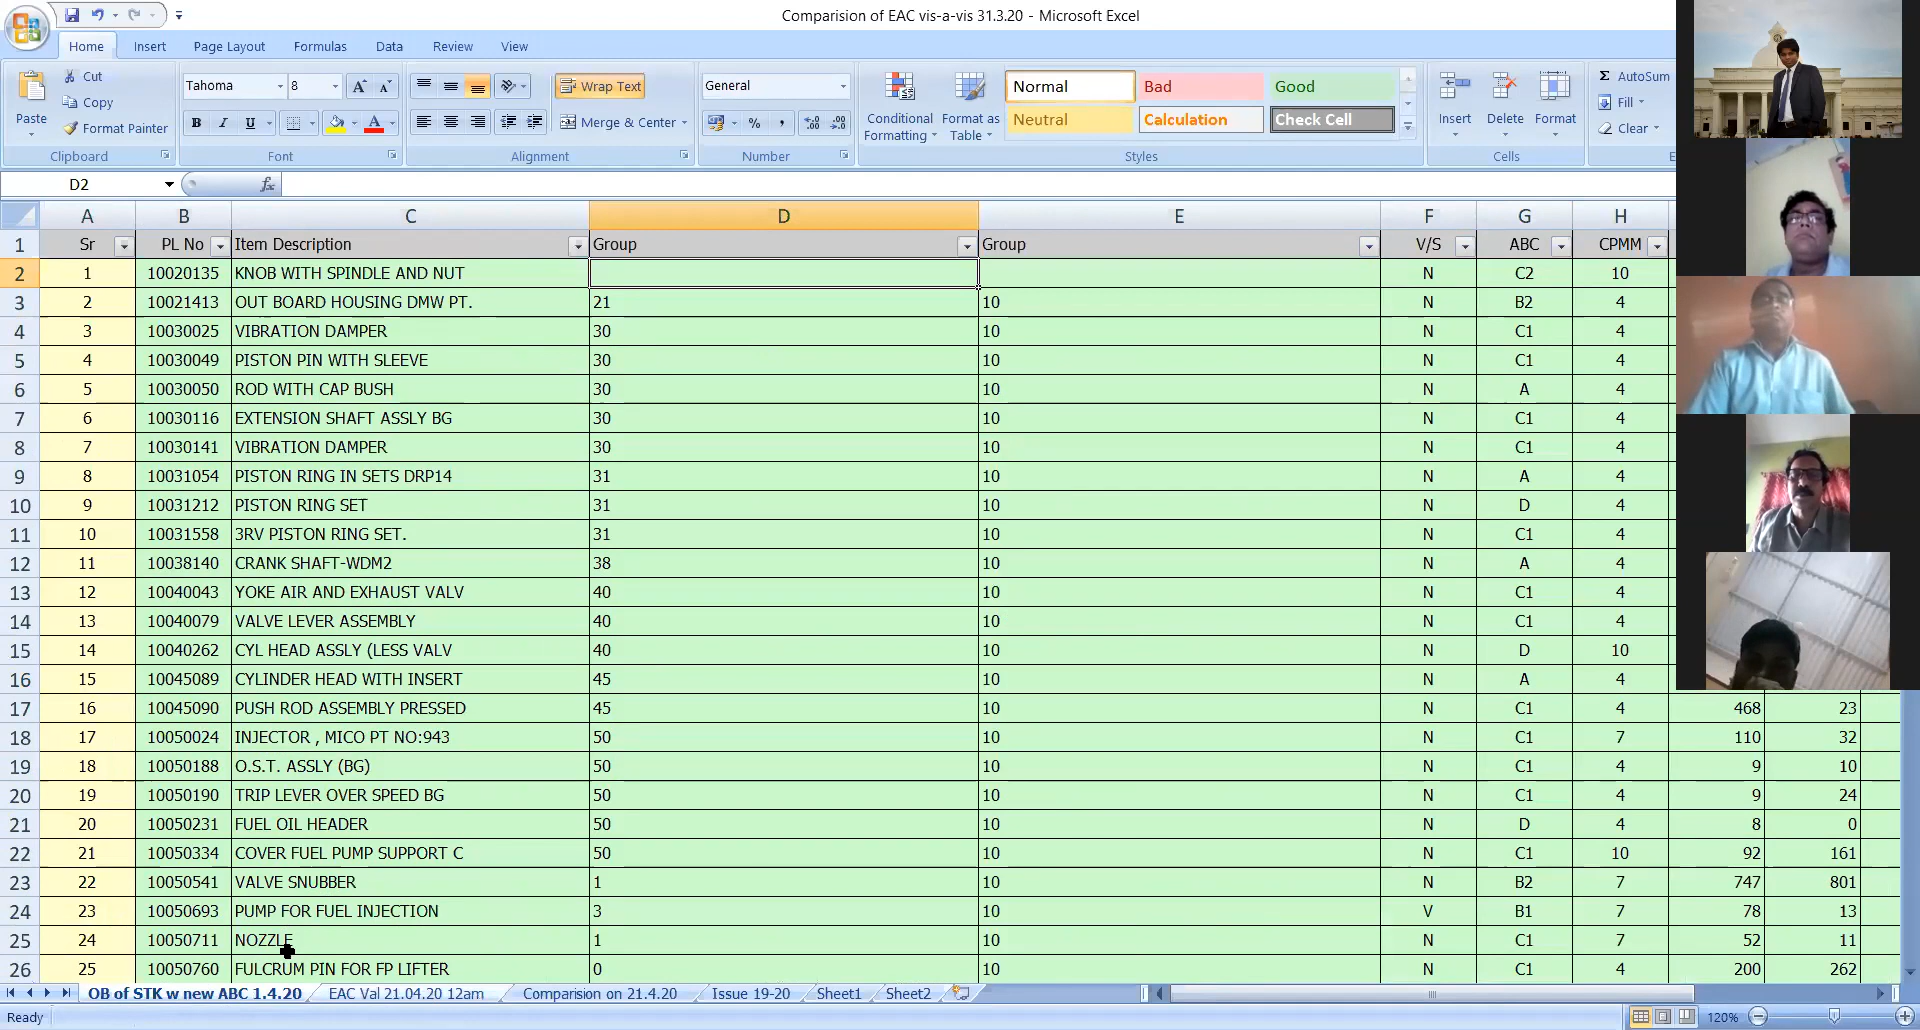 Comparision of EAC vis-a-vis 31.3.20 - Microsoft Excel
Home Insert Page Layout Formulas Data Review View
Paste Cut Copy Format Painter
Tahoma 8
B I U
Wrap Text
Merge & Center
General
Conditional Formatting Format as Table
Normal Bad Good
Neutral Calculation Check Cell
Insert Delete Format
AutoSum
Fill
Clear
Clipboard Font Alignment Number Styles Cells
D2 fx
A B C D E F G H
1 Sr PL No Item Description Group Group V/S ABC CPMM
2 1 10020135 KNOB WITH SPINDLE AND NUT N C2 10
3 2 10021413 OUT BOARD HOUSING DMW PT. 21 10 N B2 4
4 3 10030025 VIBRATION DAMPER 30 10 N C1 4
5 4 10030049 PISTON PIN WITH SLEEVE 30 10 N C1 4
6 5 10030050 ROD WITH CAP BUSH 30 10 N A 4
7 6 10030116 EXTENSION SHAFT ASSLY BG 30 10 N C1 4
8 7 10030141 VIBRATION DAMPER 30 10 N C1 4
9 8 10031054 PISTON RING IN SETS DRP14 31 10 N A 4
10 9 10031212 PISTON RING SET 31 10 N D 4
11 10 10031558 3RV PISTON RING SET. 31 10 N C1 4
12 11 10038140 CRANK SHAFT-WDM2 38 10 N A 4
13 12 10040043 YOKE AIR AND EXHAUST VALV 40 10 N C1 4
14 13 10040079 VALVE LEVER ASSEMBLY 40 10 N C1 4
15 14 10040262 CYL HEAD ASSLY (LESS VALV 40 10 N D 10
16 15 10045089 CYLINDER HEAD WITH INSERT 45 10 N A 4
17 16 10045090 PUSH ROD ASSEMBLY PRESSED 45 10 N C1 4 468 23
18 17 10050024 INJECTOR , MICO PT NO:943 50 10 N C1 7 110 32
19 18 10050188 O.S.T. ASSLY (BG) 50 10 N C1 4 9 10
20 19 10050190 TRIP LEVER OVER SPEED BG 50 10 N C1 4 9 24
21 20 10050231 FUEL OIL HEADER 50 10 N D 4 8 0
22 21 10050334 COVER FUEL PUMP SUPPORT C 50 10 N C1 10 92 161
23 22 10050541 VALVE SNUBBER 1 10 N B2 7 747 801
24 23 10050693 PUMP FOR FUEL INJECTION 3 10 V B1 7 78 13
25 24 10050711 NOZZLE 1 10 N C1 7 52 11
26 25 10050760 FULCRUM PIN FOR FP LIFTER 0 10 N C1 4 200 262
OB of STK w new ABC 1.4.20 EAC Val 21.04.20 12am Comparision on 21.4.20 Issue 19-20 Sheet1 Sheet2
Ready 120%